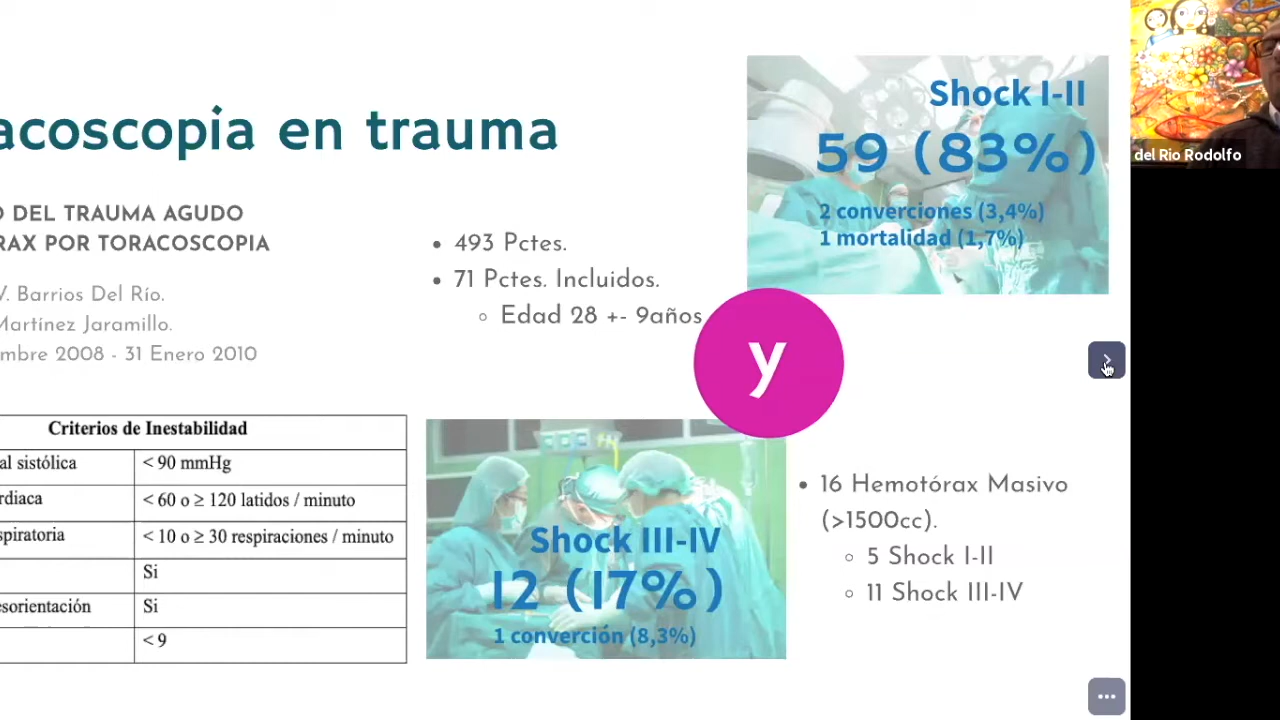 acoscopia en trauma
O DEL TRAUMA AGUDO
RAX POR TORACOSCOPIA
V. Barrios Del Río.
Martínez Jaramillo.
mbre 2008 - 31 Enero 2010
493 Pctes.
71 Pctes. Incluidos.
Edad 28 +- 9años
Shock I-II
59 (83%)
2 converciones (3,4%)
1 mortalidad (1,7%)
del Rio Rodolfo
y
Criterios de Inestabilidad
al sistólica < 90 mmHg
rdiaca < 60 o ≥ 120 latidos / minuto
spiratoria < 10 o ≥ 30 respiraciones / minuto
Si
esorientación Si
< 9
Shock III-IV
12 (17%)
1 converción (8,3%)
16 Hemotórax Masivo
(>1500cc).
5 Shock I-II
11 Shock III-IV